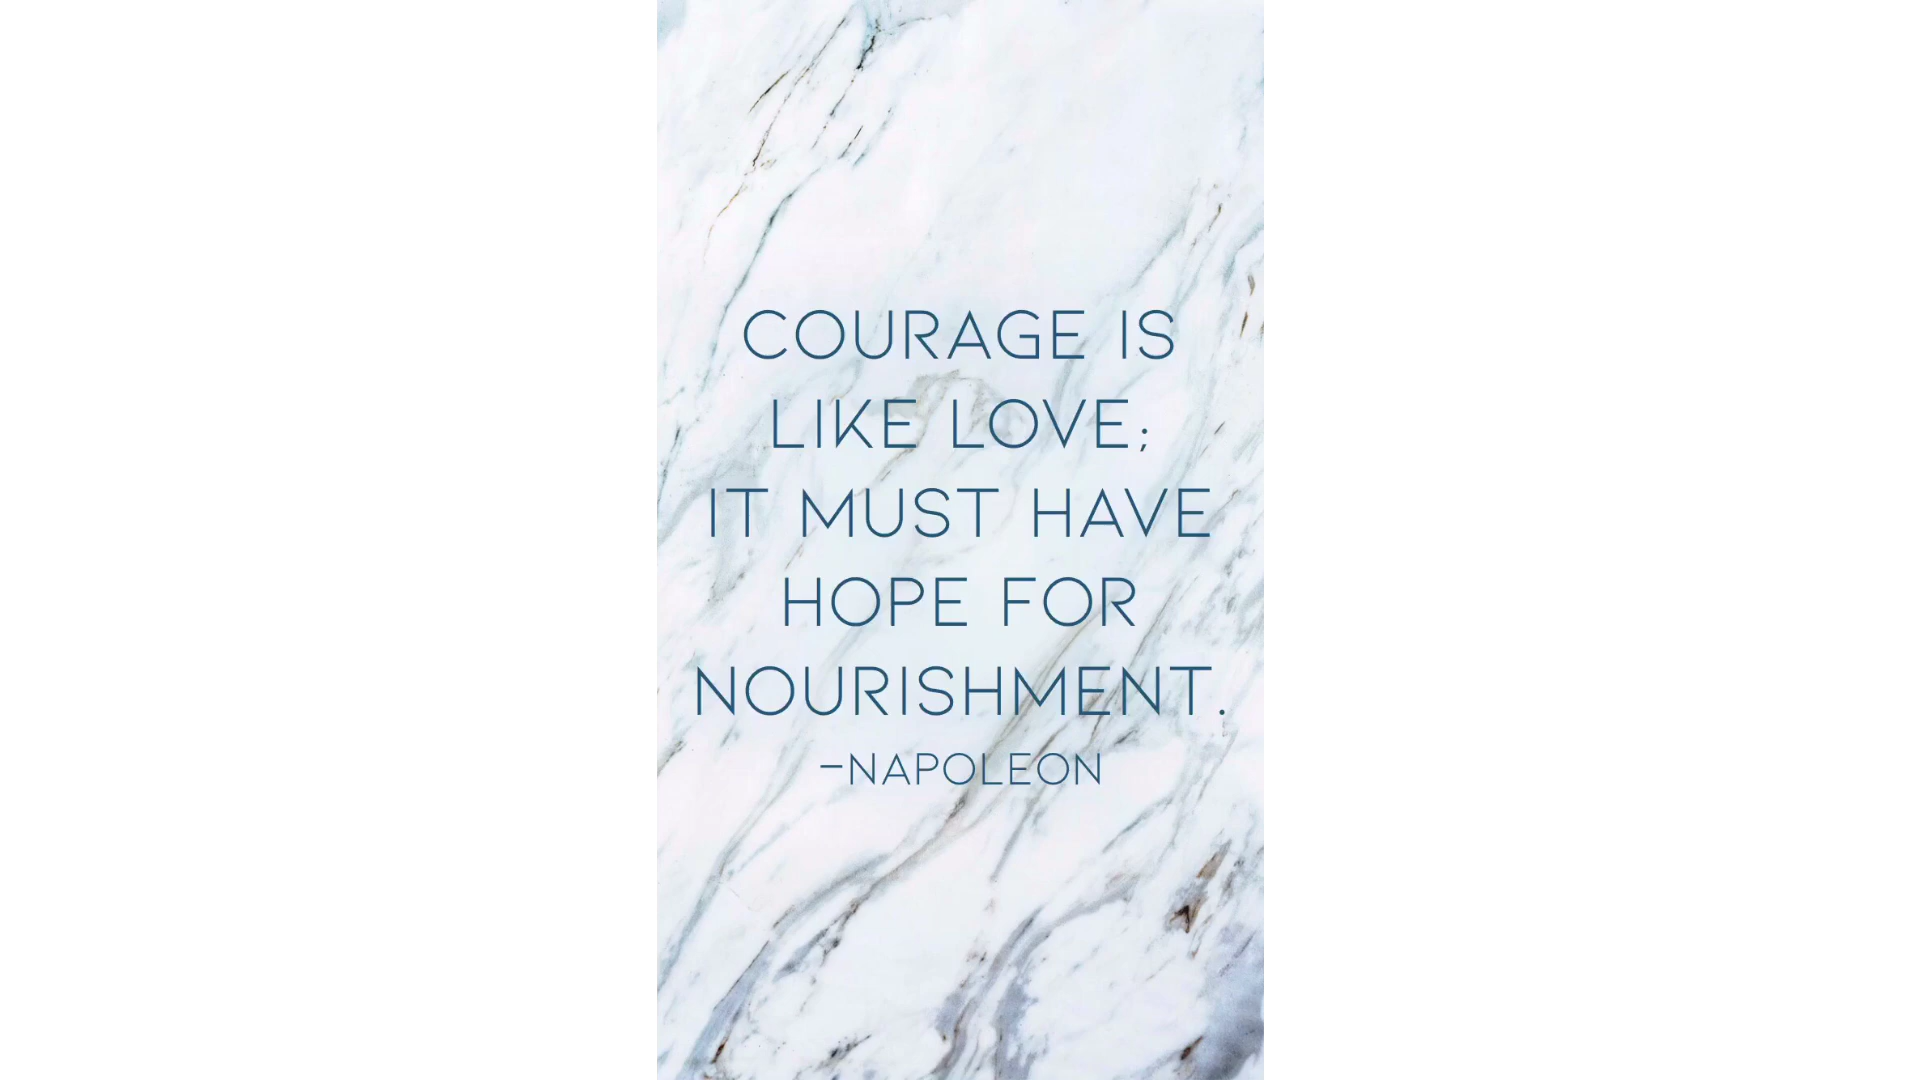 COURAGE IS
LIKE LOVE;
IT MUST HAVE
HOPE FOR
NOURISHMENT.
–NAPOLEON